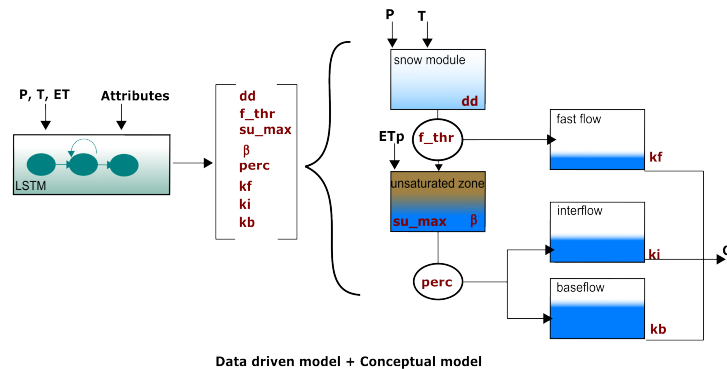 P, T, ET
Attributes
LSTM
dd
f_thr
su_max
β
perc
kf
ki
kb
P
T
snow module
dd
f_thr
ETp
unsaturated zone
su_max
β
perc
fast flow
kf
interflow
ki
baseflow
kb
Data driven model + Conceptual model